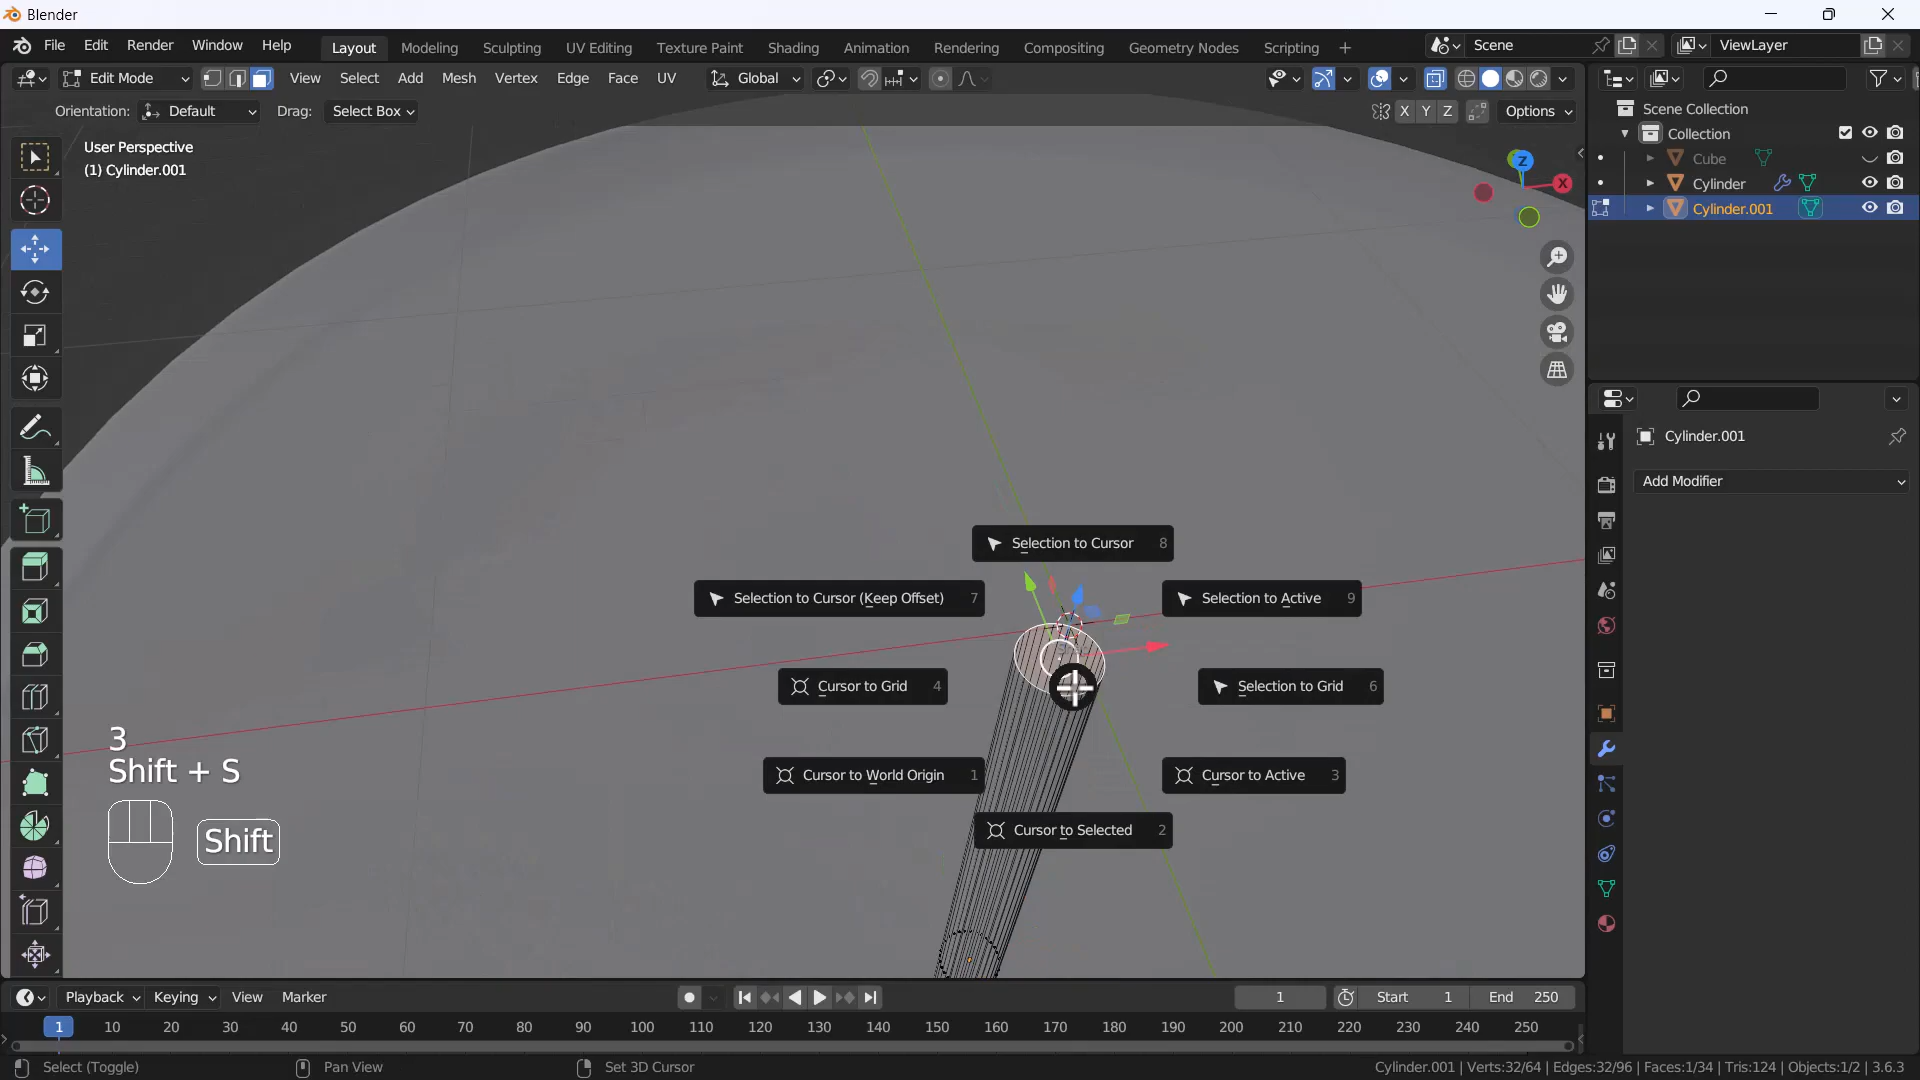 Blender
File Edit Render Window Help
Layout Modeling Sculpting UV Editing Texture Paint Shading Animation Rendering Compositing Geometry Nodes Scripting +
Scene
ViewLayer
Edit Mode
View Select Add Mesh Vertex Edge Face UV
Global
Orientation: Default Drag: Select Box
X Y Z
Options
User Perspective
(1) Cylinder.001
Z
X
Scene Collection
Collection
Cube
Cylinder
Cylinder.001
Cylinder.001
Add Modifier
Selection to Cursor 8
Selection to Cursor (Keep Offset) 7
Selection to Active 9
Cursor to Grid 4
Selection to Grid 6
Cursor to World Origin 1
Cursor to Active 3
Cursor to Selected 2
3
Shift + S
Shift
Playback Keying View Marker
1
Start 1
End 250
1 10 20 30 40 50 60 70 80 90 100 110 120 130 140 150 160 170 180 190 200 210 220 230 240 250
Select (Toggle)
Pan View
Set 3D Cursor
Cylinder.001 | Verts:32/64 | Edges:32/96 | Faces:1/34 | Tris:124 | Objects:1/2 | 3.6.3